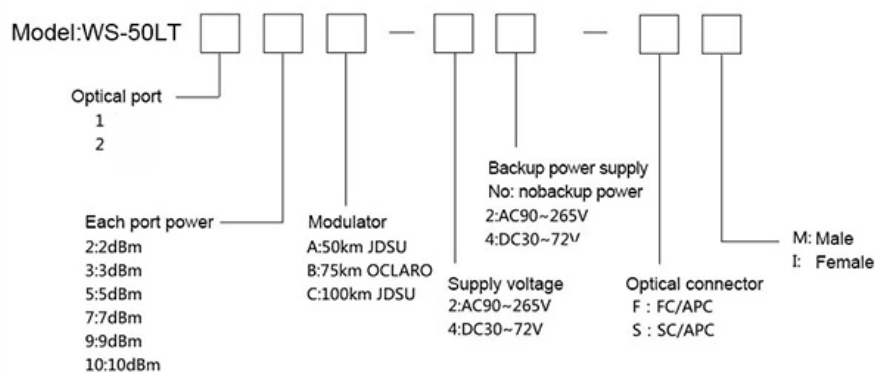 Model:WS-50LT
Optical port
1
2
Each port power
2:2dBm
3:3dBm
5:5dBm
7:7dBm
9:9dBm
10:10dBm
Modulator
A:50km JDSU
B:75km OCLARO
C:100km JDSU
Supply voltage
2:AC90~265V
4:DC30~72V
Backup power supply
No: nobackup power
2:AC90~265V
4:DC30~72V
Optical connector
F : FC/APC
S : SC/APC
M: Male
I: Female